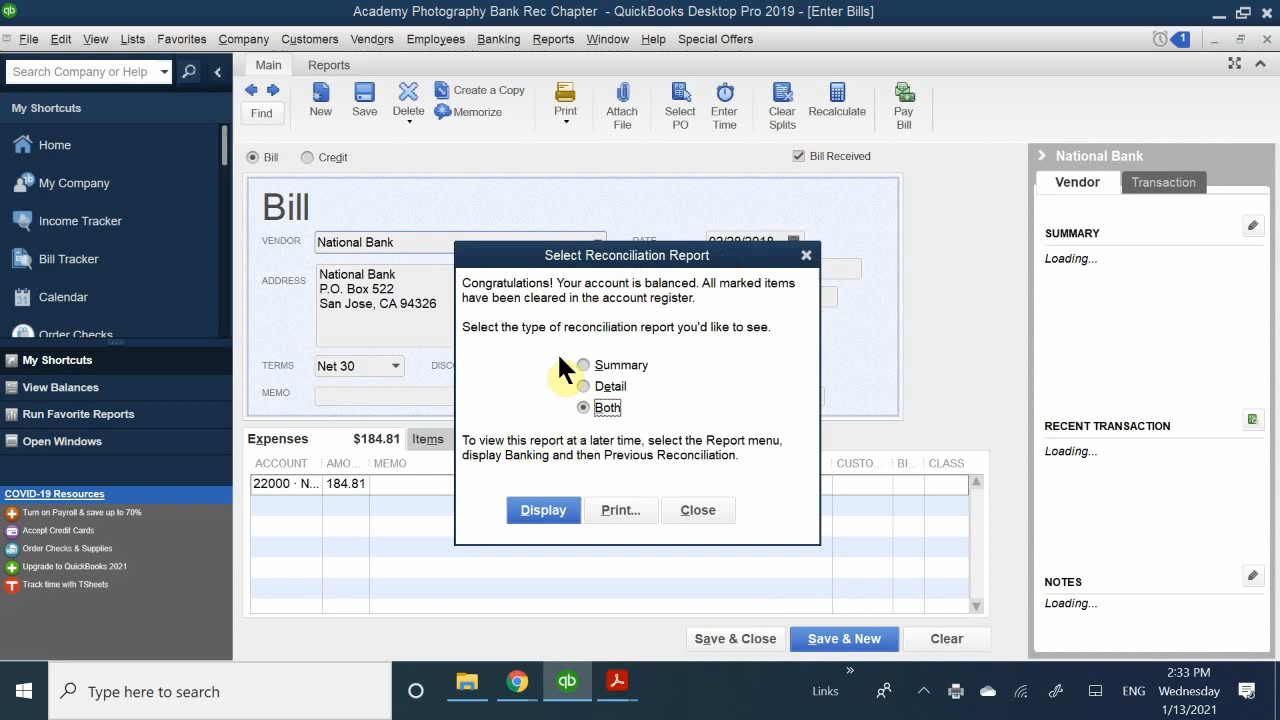 Academy Photography Bank Rec Chapter - QuickBooks Desktop Pro 2019 - [Enter Bills]
File Edit View Lists Favorites Company Customers Vendors Employees Banking Reports Window Help Special Offers
1
Search Company or Help
My Shortcuts
Home
My Company
Income Tracker
Bill Tracker
Calendar
Order Checks
My Shortcuts
View Balances
Run Favorite Reports
Open Windows
COVID-19 Resources
Turn on Payroll & save up to 70%
Accept Credit Cards
Order Checks & Supplies
Upgrade to QuickBooks 2021
Track time with TSheets
Main Reports
Find
New
Save
Delete
Create a Copy
Memorize
Print
Attach File
Select PO
Enter Time
Clear Splits
Recalculate
Pay Bill
Bill Credit
Bill Received
Bill
VENDOR National Bank
DATE 02/28/2018
ADDRESS
National Bank
P.O. Box 522
San Jose, CA 94326
TERMS Net 30
MEMO
Expenses $184.81 Items
ACCOUNT AMO... MEMO CUSTO... BI... CLASS
22000 · N... 184.81
Save & Close Save & New Clear
Select Reconciliation Report
Congratulations! Your account is balanced. All marked items
have been cleared in the account register.
Select the type of reconciliation report you'd like to see.
Summary
Detail
Both
To view this report at a later time, select the Report menu,
display Banking and then Previous Reconciliation.
Display Print... Close
National Bank
Vendor Transaction
SUMMARY
Loading...
RECENT TRANSACTION
Loading...
NOTES
Loading...
Type here to search
Links
ENG
2:33 PM
Wednesday
1/13/2021